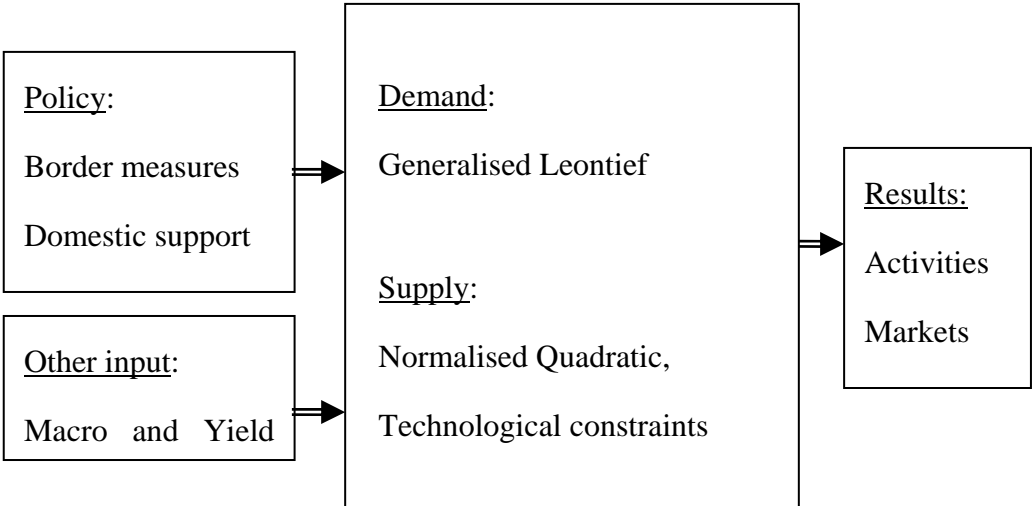 Policy:
Border measures
Domestic support
Other input:
Macro and Yield
Demand:
Generalised Leontief
Supply:
Normalised Quadratic,
Technological constraints
Results:
Activities
Markets